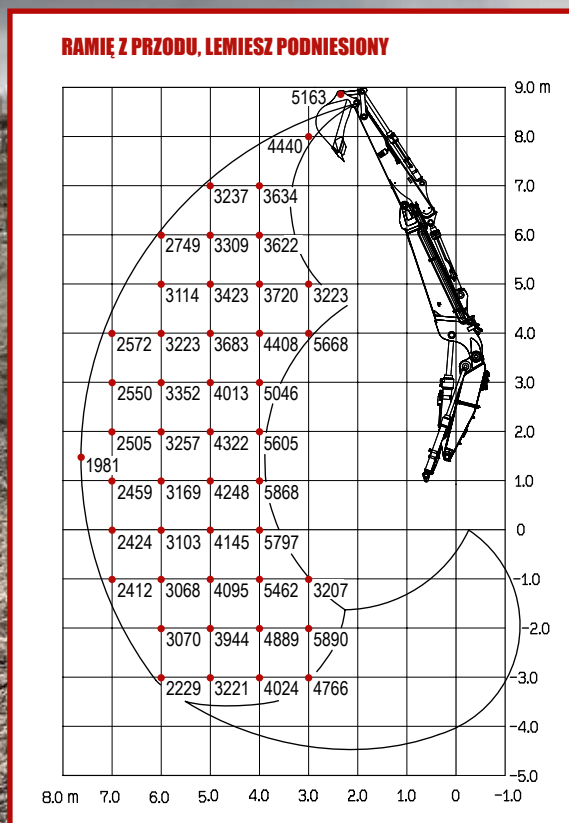 RAMIĘ Z PRZODU, LEMIESZ PODNIESIONY
5163 9.0 m
4440 8.0
3237 3634 7.0
2749 3309 3622 6.0
3114 3423 3720 3223 5.0
2572 3223 3683 4408 5668 4.0
2550 3352 4013 5046 3.0
2505 3257 4322 5605 2.0
1981
2459 3169 4248 5868 1.0
2424 3103 4145 5797 0
2412 3068 4095 5462 3207 -1.0
3070 3944 4889 5890 -2.0
2229 3221 4024 4766 -3.0
-4.0
-5.0
8.0 m 7.0 6.0 5.0 4.0 3.0 2.0 1.0 0 -1.0